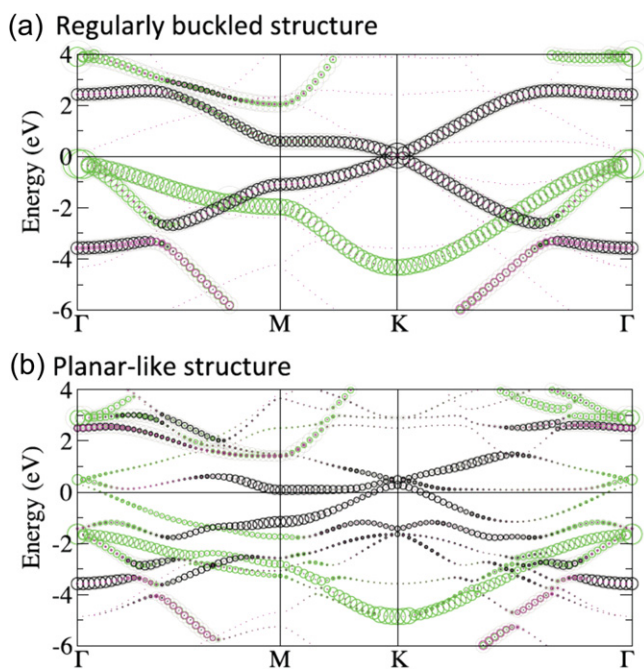 (a) Regularly buckled structure
4
2
0
-2
-4
-6
Energy (eV)
Γ M K Γ
(b) Planar-like structure
4
2
0
-2
-4
-6
Energy (eV)
Γ M K Γ